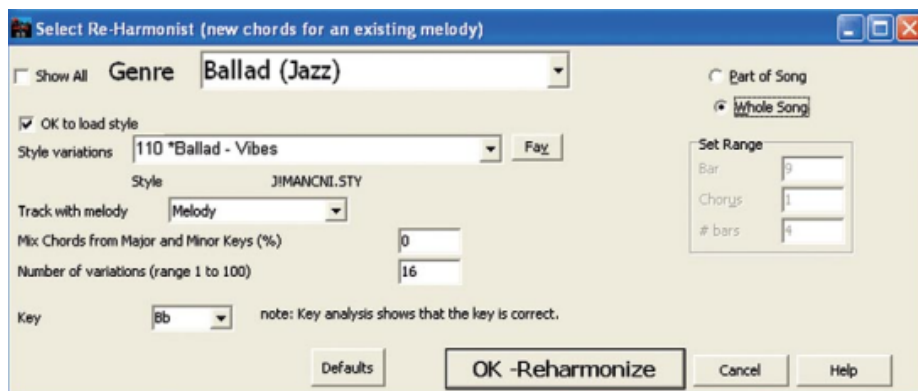 Select Re-Harmonist (new chords for an existing melody)
Show All Genre Ballad (Jazz) Part of Song
Whole Song
OK to load style
Style variations 110 *Ballad - Vibes Fav Set Range
Bar 9
Style J!MANCNI.STY
Chorus 1
Track with melody Melody
# bars 4
Mix Chords from Major and Minor Keys (%) 0
Number of variations (range 1 to 100) 16
Key Bb note: Key analysis shows that the key is correct.
Defaults OK -Reharmonize Cancel Help